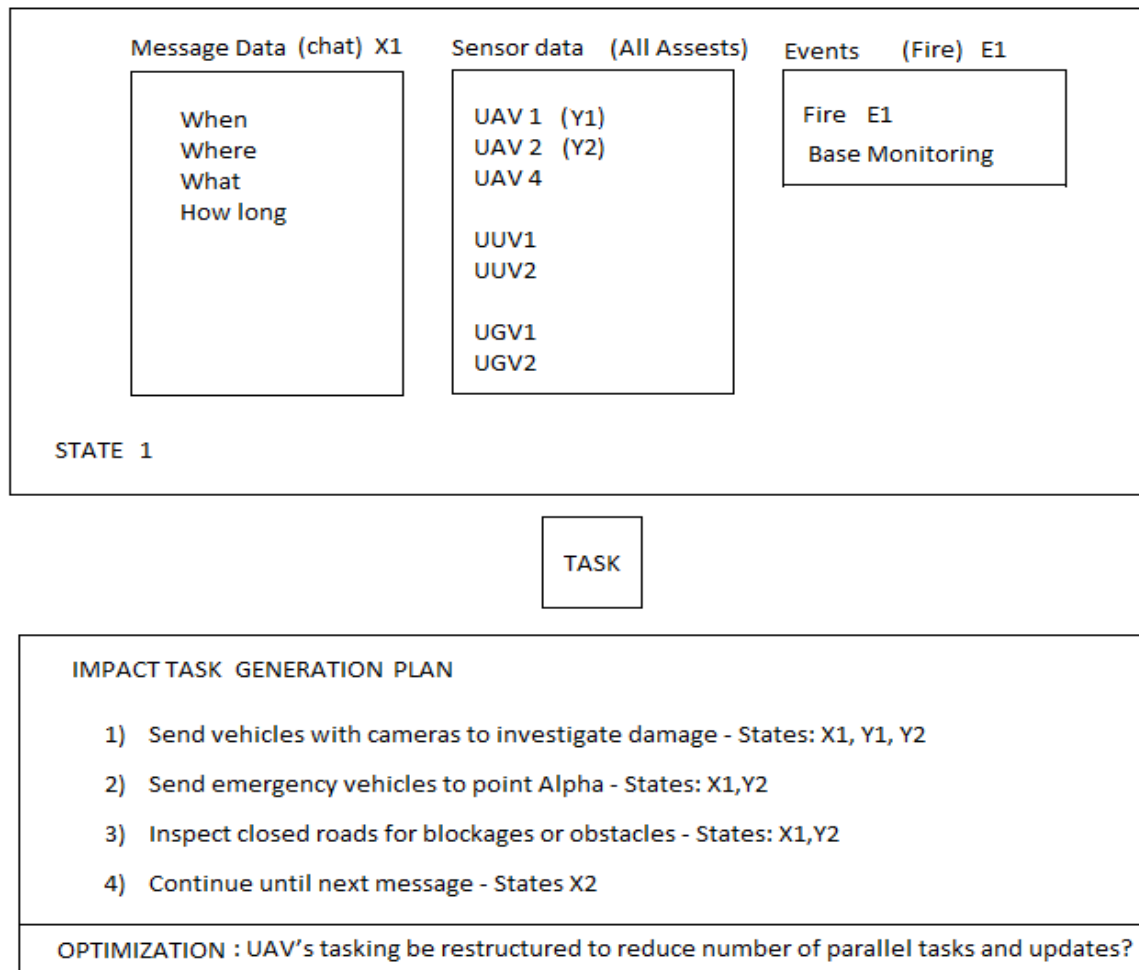 Message Data (chat) X1
When
Where
What
How long
Sensor data (All Assests)
UAV 1 (Y1)
UAV 2 (Y2)
UAV 4
UUV1
UUV2
UGV1
UGV2
Events (Fire) E1
Fire E1
Base Monitoring
STATE 1
TASK
IMPACT TASK GENERATION PLAN
1) Send vehicles with cameras to investigate damage - States: X1, Y1, Y2
2) Send emergency vehicles to point Alpha - States: X1,Y2
3) Inspect closed roads for blockages or obstacles - States: X1,Y2
4) Continue until next message - States X2
OPTIMIZATION : UAV's tasking be restructured to reduce number of parallel tasks and updates?